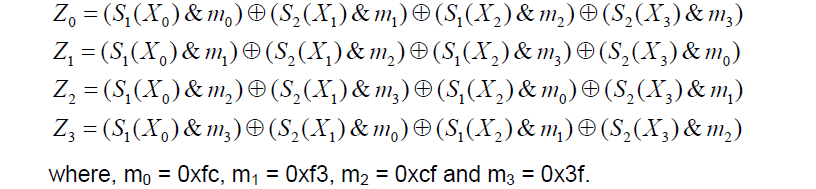 Z₀ = (S₁(X₀) & m₀) ⊕ (S₂(X₁) & m₁) ⊕ (S₁(X₂) & m₂) ⊕ (S₂(X₃) & m₃)
Z₁ = (S₁(X₀) & m₁) ⊕ (S₂(X₁) & m₂) ⊕ (S₁(X₂) & m₃) ⊕ (S₂(X₃) & m₀)
Z₂ = (S₁(X₀) & m₂) ⊕ (S₂(X₁) & m₃) ⊕ (S₁(X₂) & m₀) ⊕ (S₂(X₃) & m₁)
Z₃ = (S₁(X₀) & m₃) ⊕ (S₂(X₁) & m₀) ⊕ (S₁(X₂) & m₁) ⊕ (S₂(X₃) & m₂)
where, m₀ = 0xfc, m₁ = 0xf3, m₂ = 0xcf and m₃ = 0x3f.